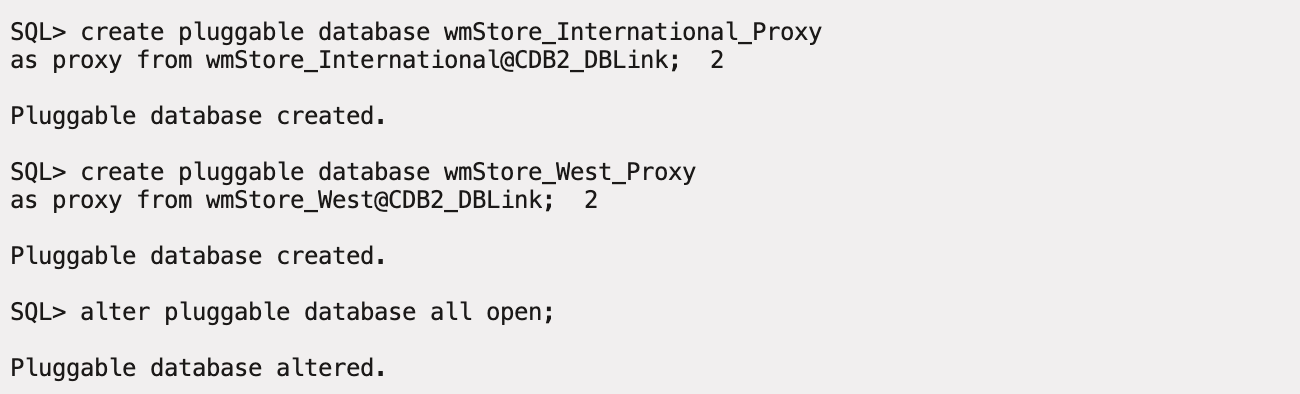 SQL> create pluggable database wmStore_International_Proxy
as proxy from wmStore_International@CDB2_DBLink;  2
Pluggable database created.
SQL> create pluggable database wmStore_West_Proxy
as proxy from wmStore_West@CDB2_DBLink;  2
Pluggable database created.
SQL> alter pluggable database all open;
Pluggable database altered.